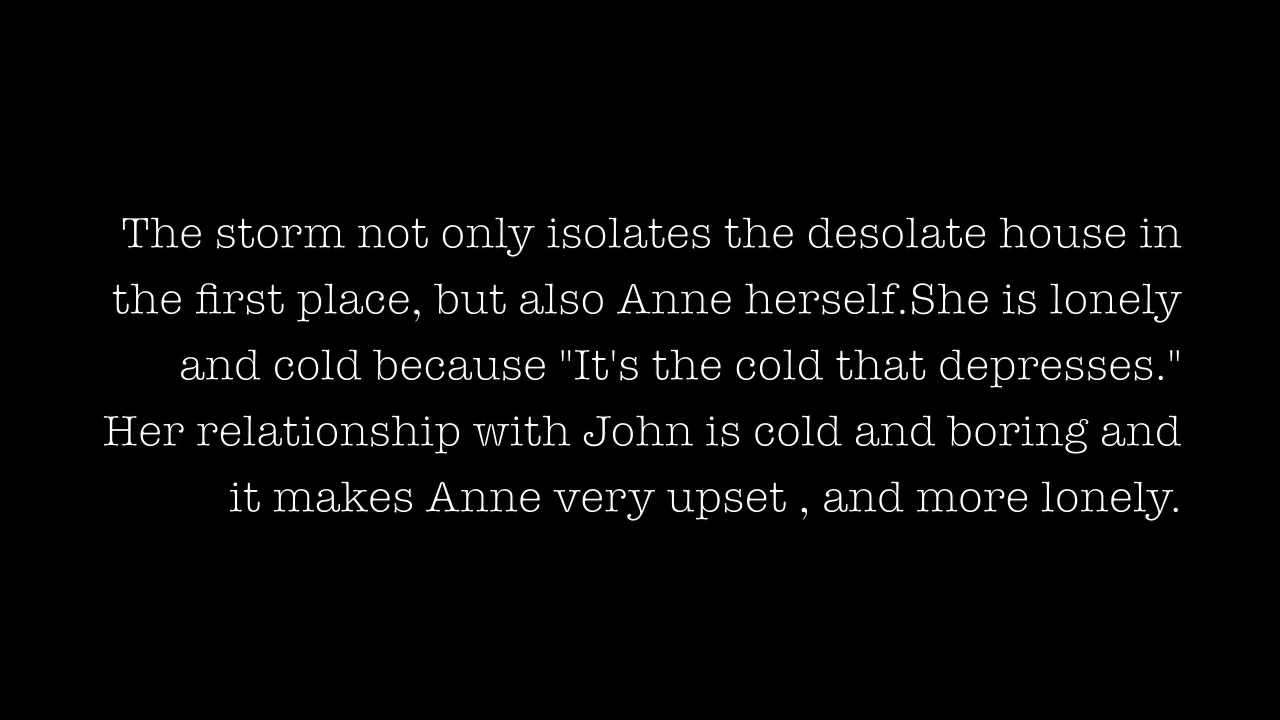 The storm not only isolates the desolate house in
the first place, but also Anne herself.She is lonely
and cold because "It's the cold that depresses."
Her relationship with John is cold and boring and
it makes Anne very upset , and more lonely.